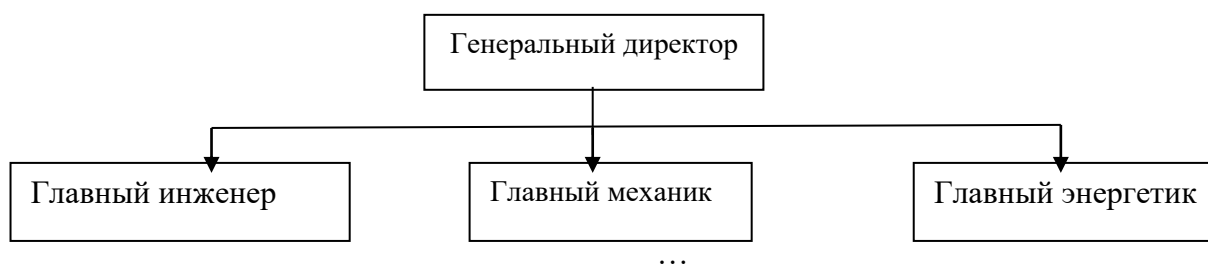 Генеральный директор
Главный инженер
Главный механик
Главный энергетик
...